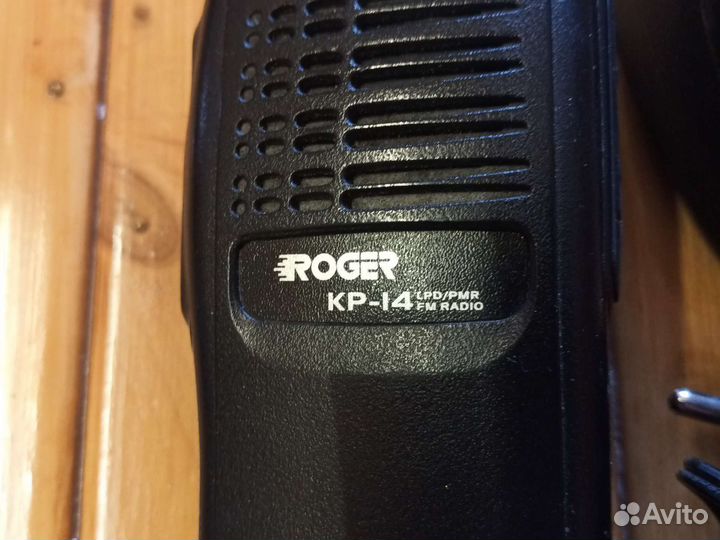 ROGER
KP-14 LPD/PMR
FM RADIO
Avito